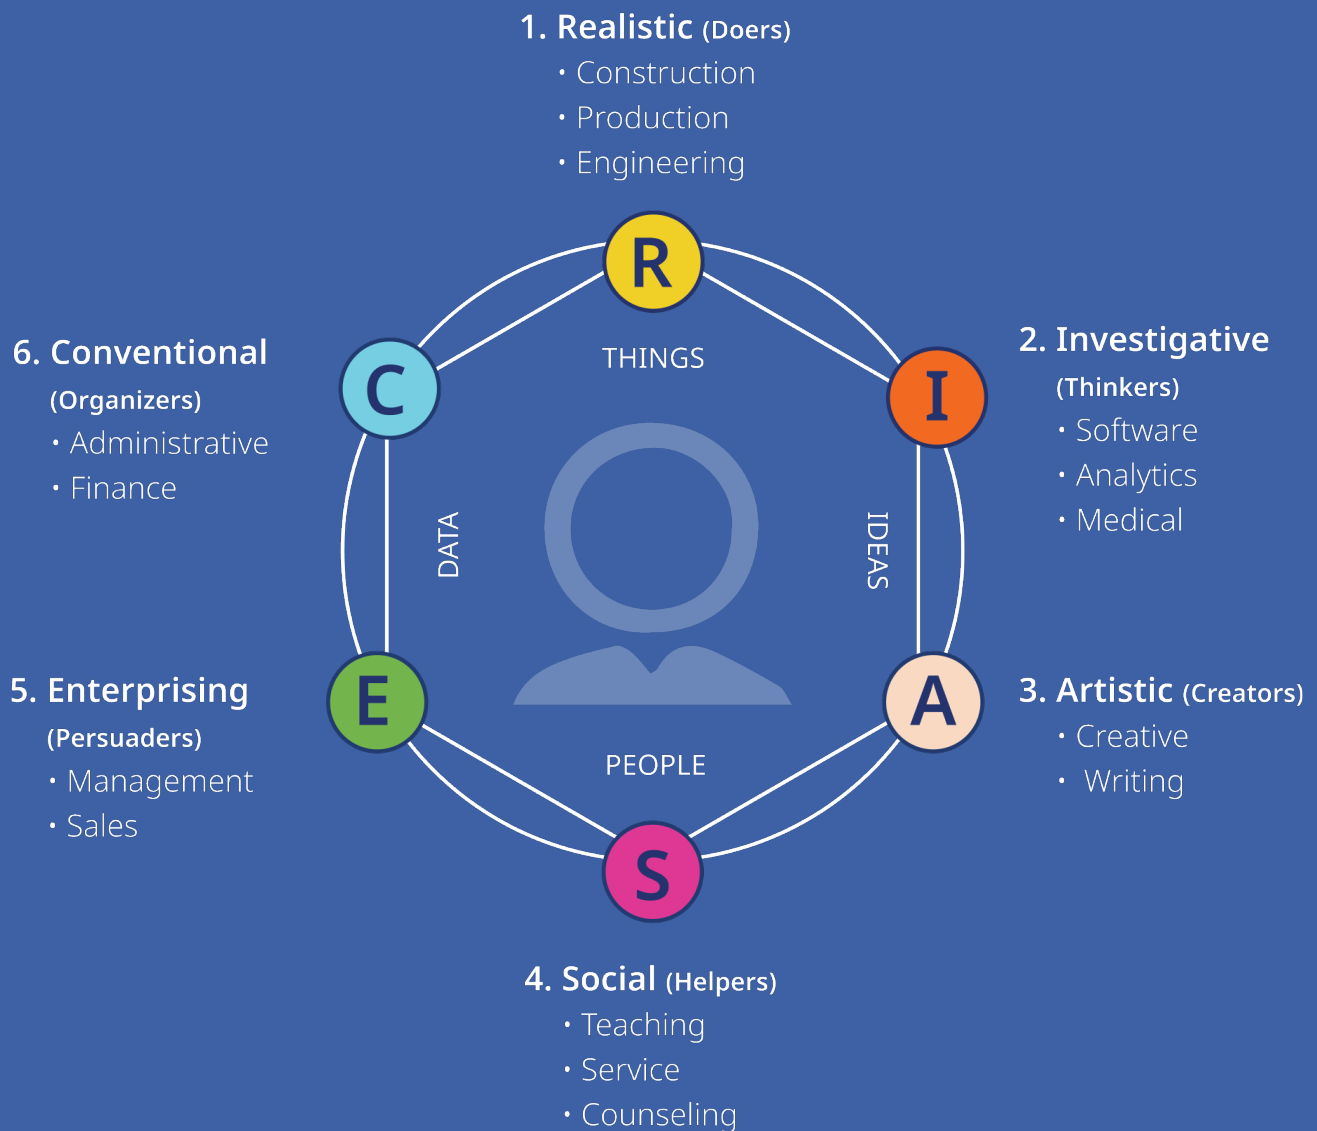 1. Realistic (Doers)
• Construction
• Production
• Engineering
R
THINGS
6. Conventional
(Organizers)
• Administrative
• Finance
C
2. Investigative
(Thinkers)
• Software
• Analytics
• Medical
I
DATA
IDEAS
5. Enterprising
(Persuaders)
• Management
• Sales
E
3. Artistic (Creators)
• Creative
• Writing
A
PEOPLE
S
4. Social (Helpers)
• Teaching
• Service
• Counseling